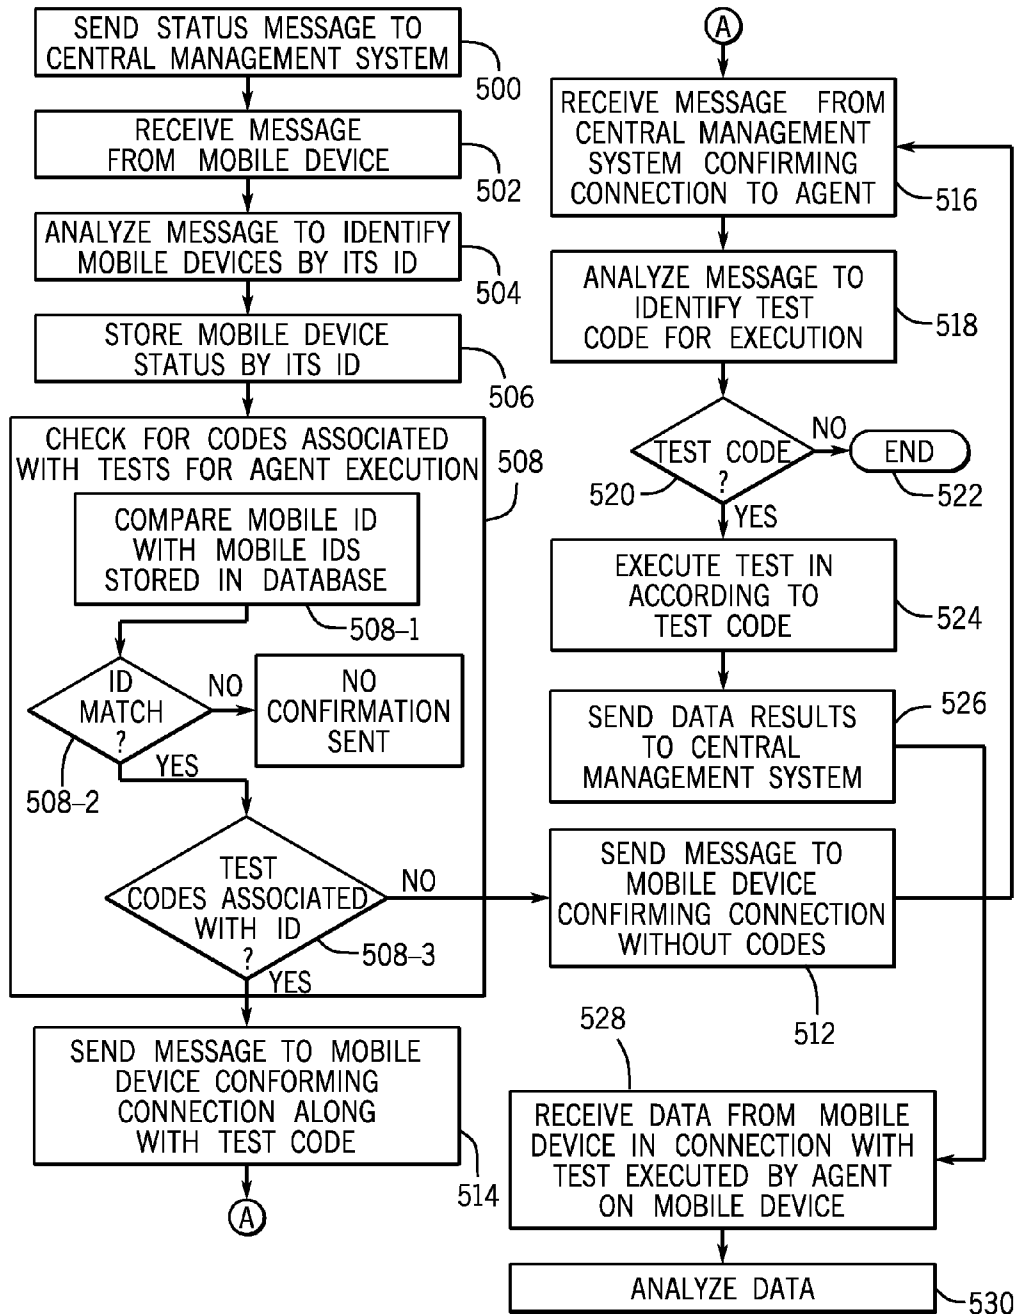 SEND STATUS MESSAGE TO
CENTRAL MANAGEMENT SYSTEM
500
RECEIVE MESSAGE
FROM MOBILE DEVICE
502
ANALYZE MESSAGE TO IDENTIFY
MOBILE DEVICES BY ITS ID
504
STORE MOBILE DEVICE
STATUS BY ITS ID
506
CHECK FOR CODES ASSOCIATED
WITH TESTS FOR AGENT EXECUTION
508
COMPARE MOBILE ID
WITH MOBILE IDS
STORED IN DATABASE
508-1
ID
MATCH
?
NO
YES
508-2
NO
CONFIRMATION
SENT
TEST
CODES ASSOCIATED
WITH ID
?
NO
508-3
YES
SEND MESSAGE TO MOBILE
DEVICE CONFORMING
CONNECTION ALONG
WITH TEST CODE
514
A
A
RECEIVE MESSAGE FROM
CENTRAL MANAGEMENT
SYSTEM CONFIRMING
CONNECTION TO AGENT
516
ANALYZE MESSAGE TO
IDENTIFY TEST
CODE FOR EXECUTION
518
TEST CODE
?
NO
520
YES
END
522
EXECUTE TEST IN
ACCORDING TO
TEST CODE
524
SEND DATA RESULTS
TO CENTRAL
MANAGEMENT SYSTEM
526
SEND MESSAGE TO
MOBILE DEVICE
CONFIRMING CONNECTION
WITHOUT CODES
512
528
RECEIVE DATA FROM MOBILE
DEVICE IN CONNECTION WITH
TEST EXECUTED BY AGENT
ON MOBILE DEVICE
ANALYZE DATA
530